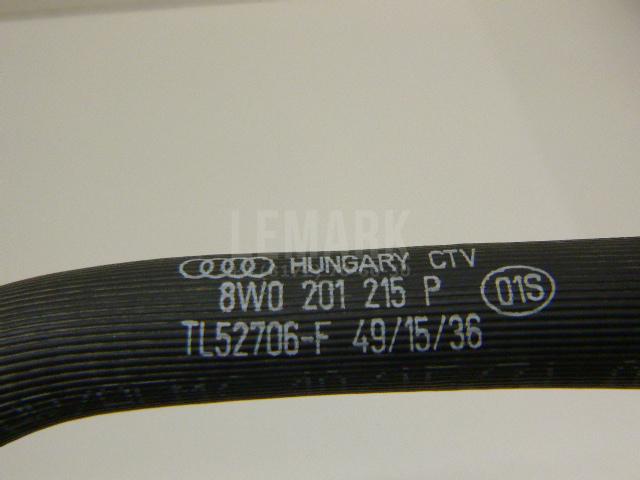 LEMARK
HUNGARY CTV
8W0 201 215 P 01S
TL52706-F 49/15/36